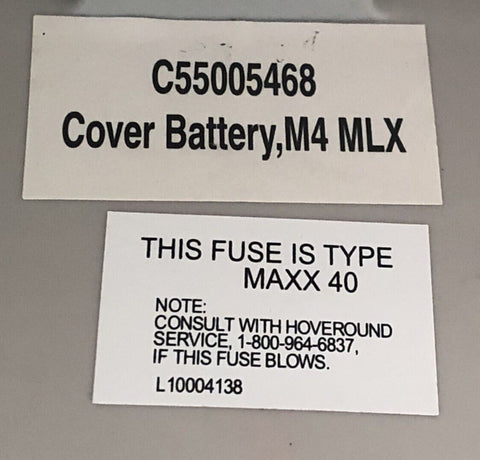 C55005468
Cover Battery,M4 MLX
THIS FUSE IS TYPE
MAXX 40
NOTE:
CONSULT WITH HOVEROUND
SERVICE, 1-800-964-6837,
IF THIS FUSE BLOWS.
L10004138